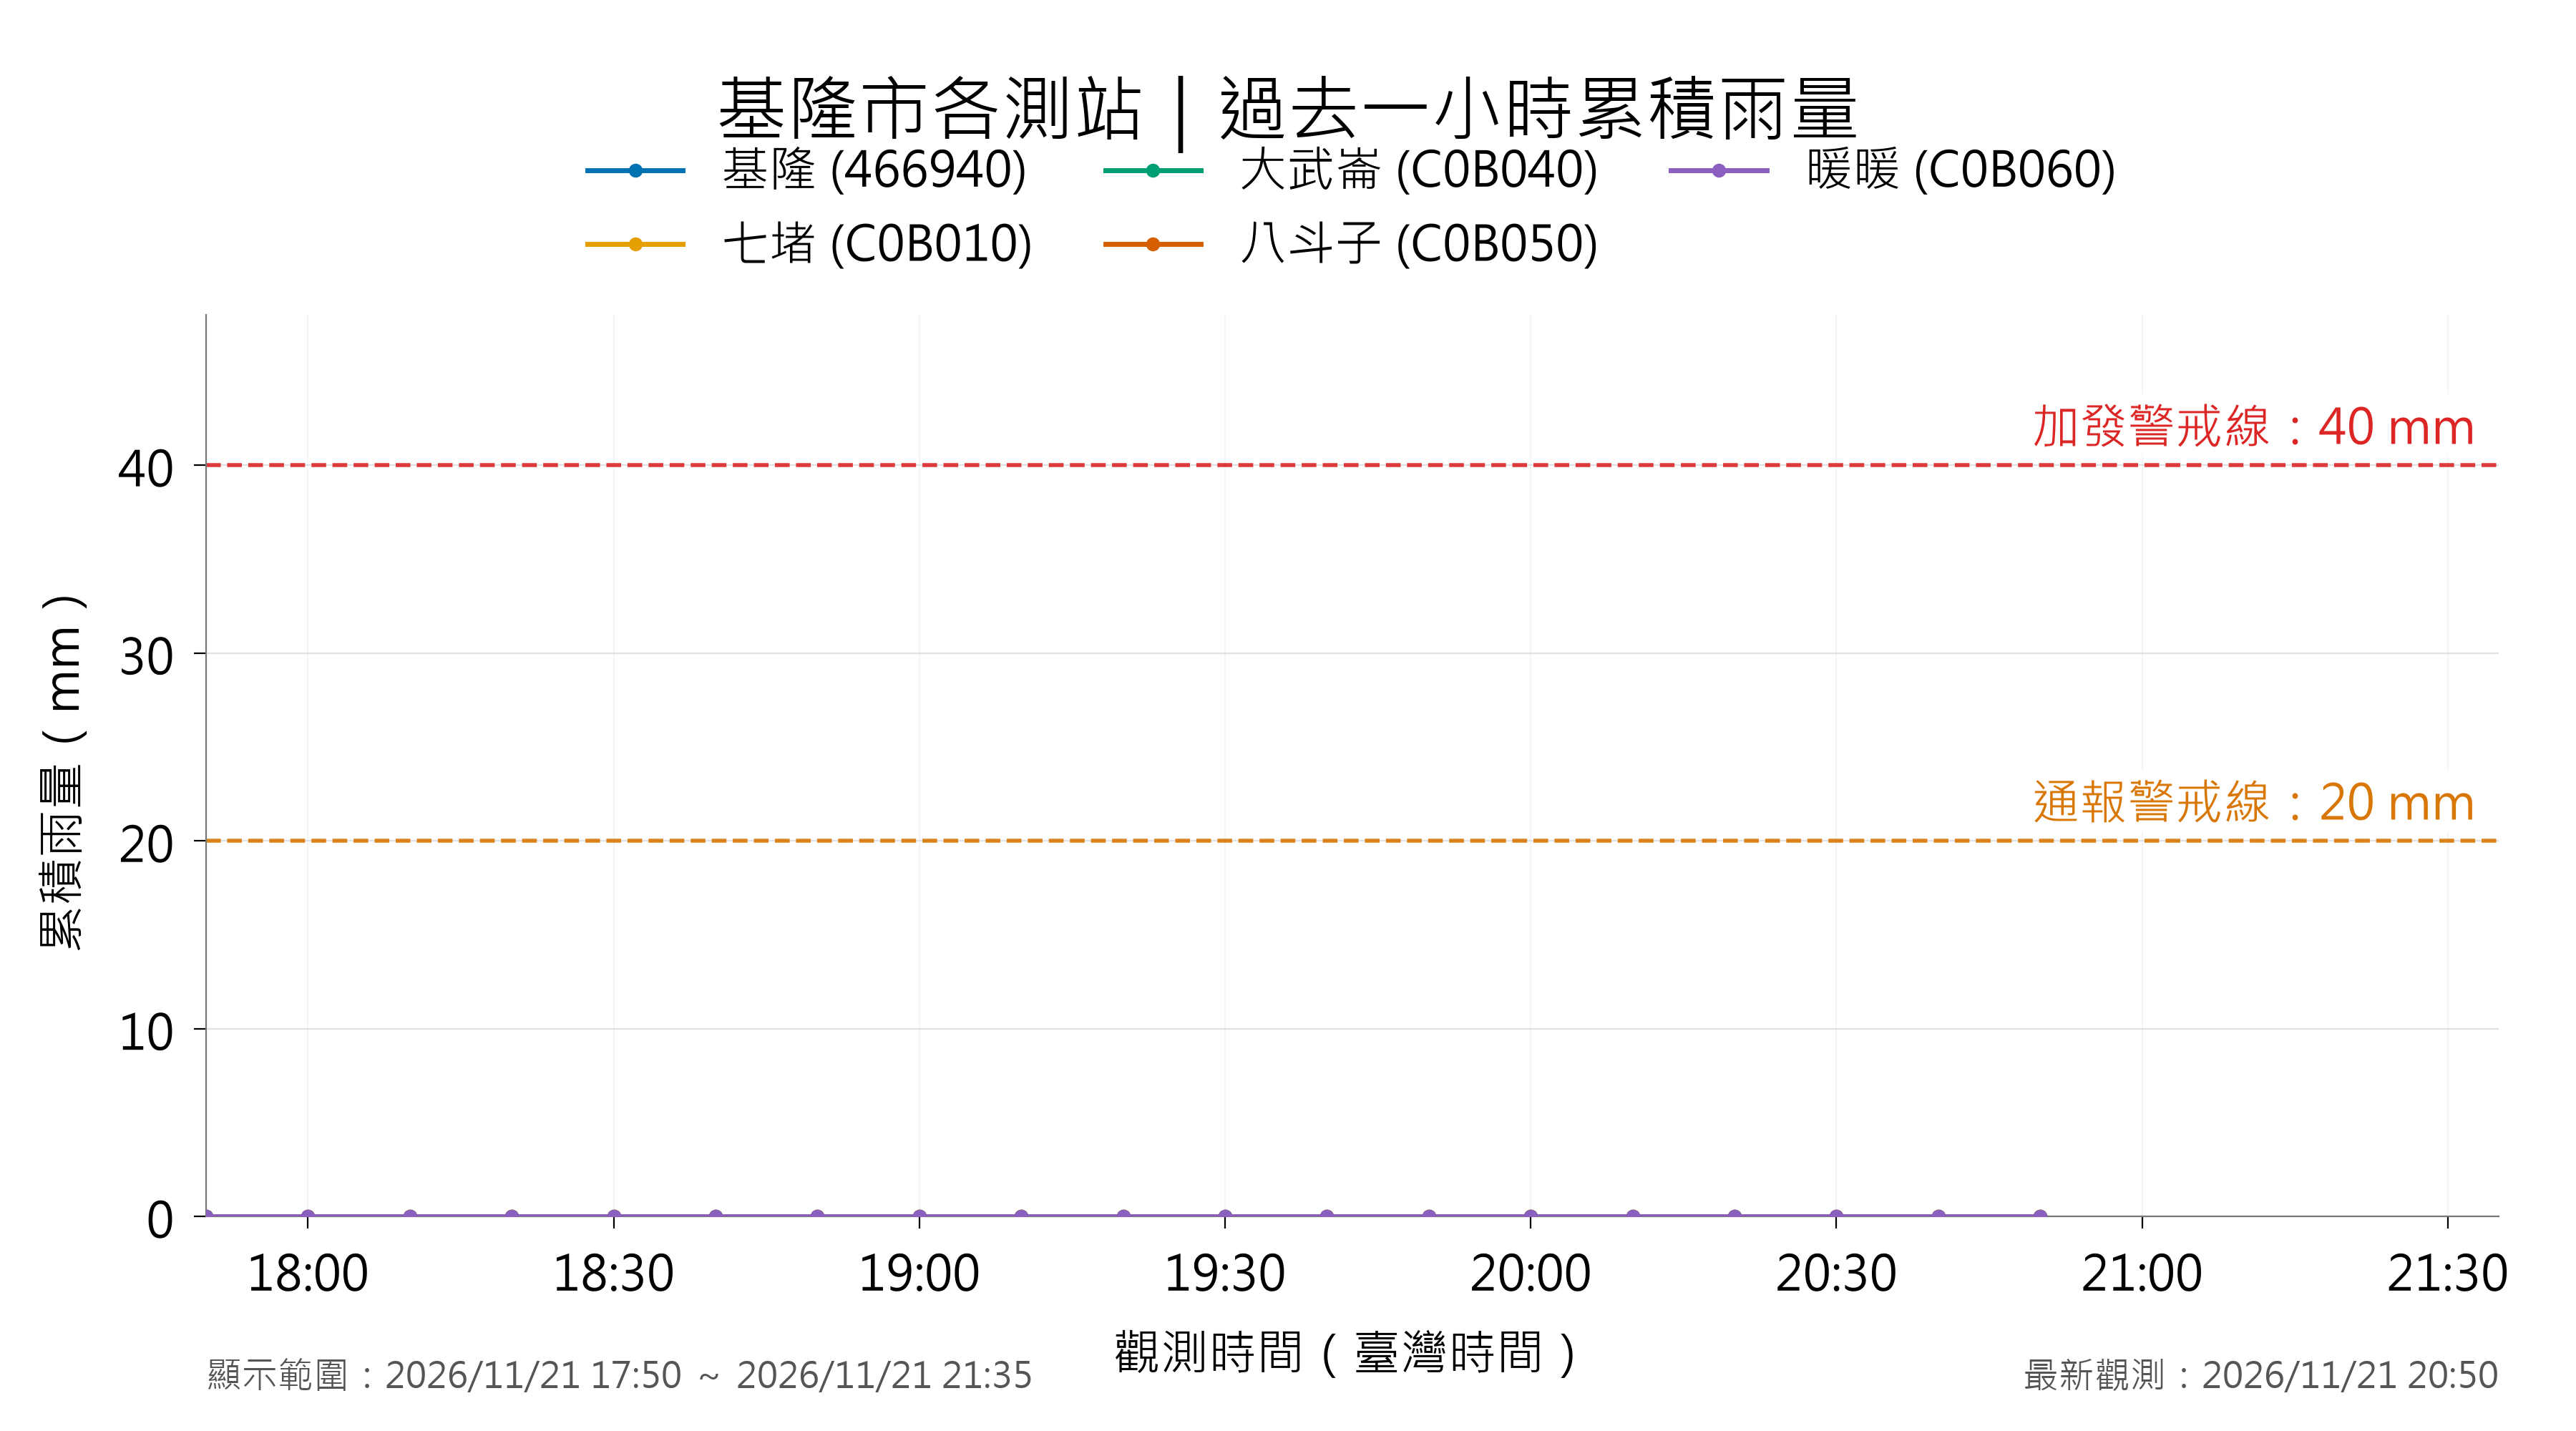 基隆市各測站｜過去一小時累積雨量
基隆 (466940)
七堵 (C0B010)
大武崙 (C0B040)
八斗子 (C0B050)
暖暖 (C0B060)
累積雨量（mm）
40
30
20
10
0
加發警戒線：40 mm
通報警戒線：20 mm
18:00 18:30 19:00 19:30 20:00 20:30 21:00 21:30
觀測時間（臺灣時間）
顯示範圍：2026/11/21 17:50 ~ 2026/11/21 21:35
最新觀測：2026/11/21 20:50